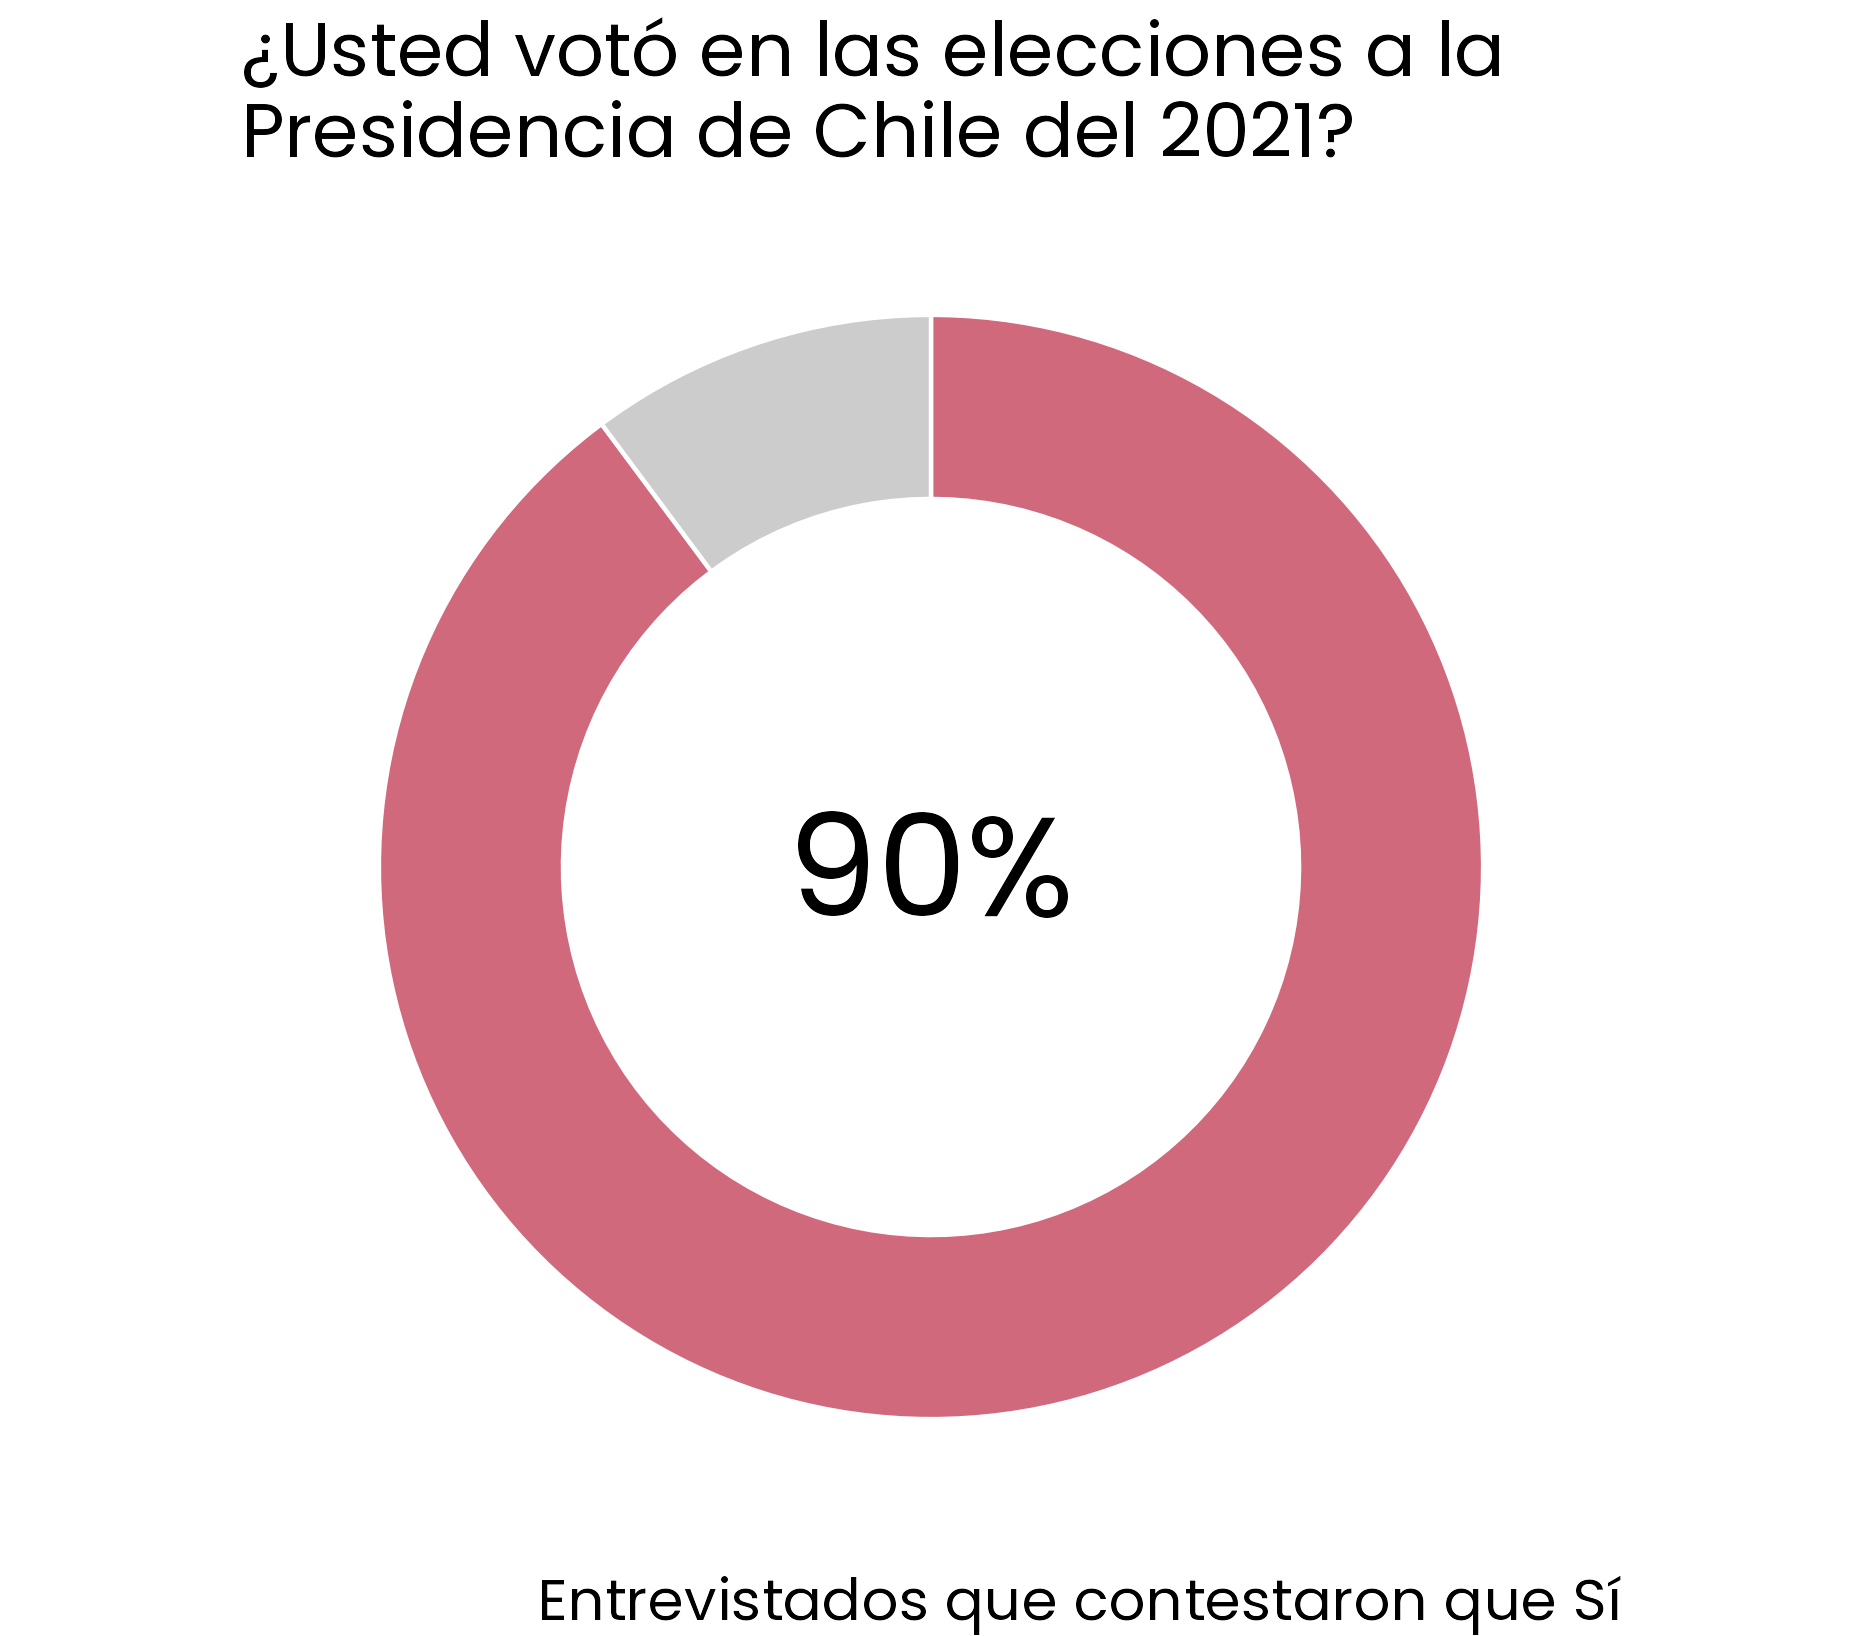 ¿Usted votó en las elecciones a la
Presidencia de Chile del 2021?
90%
Entrevistados que contestaron que Sí